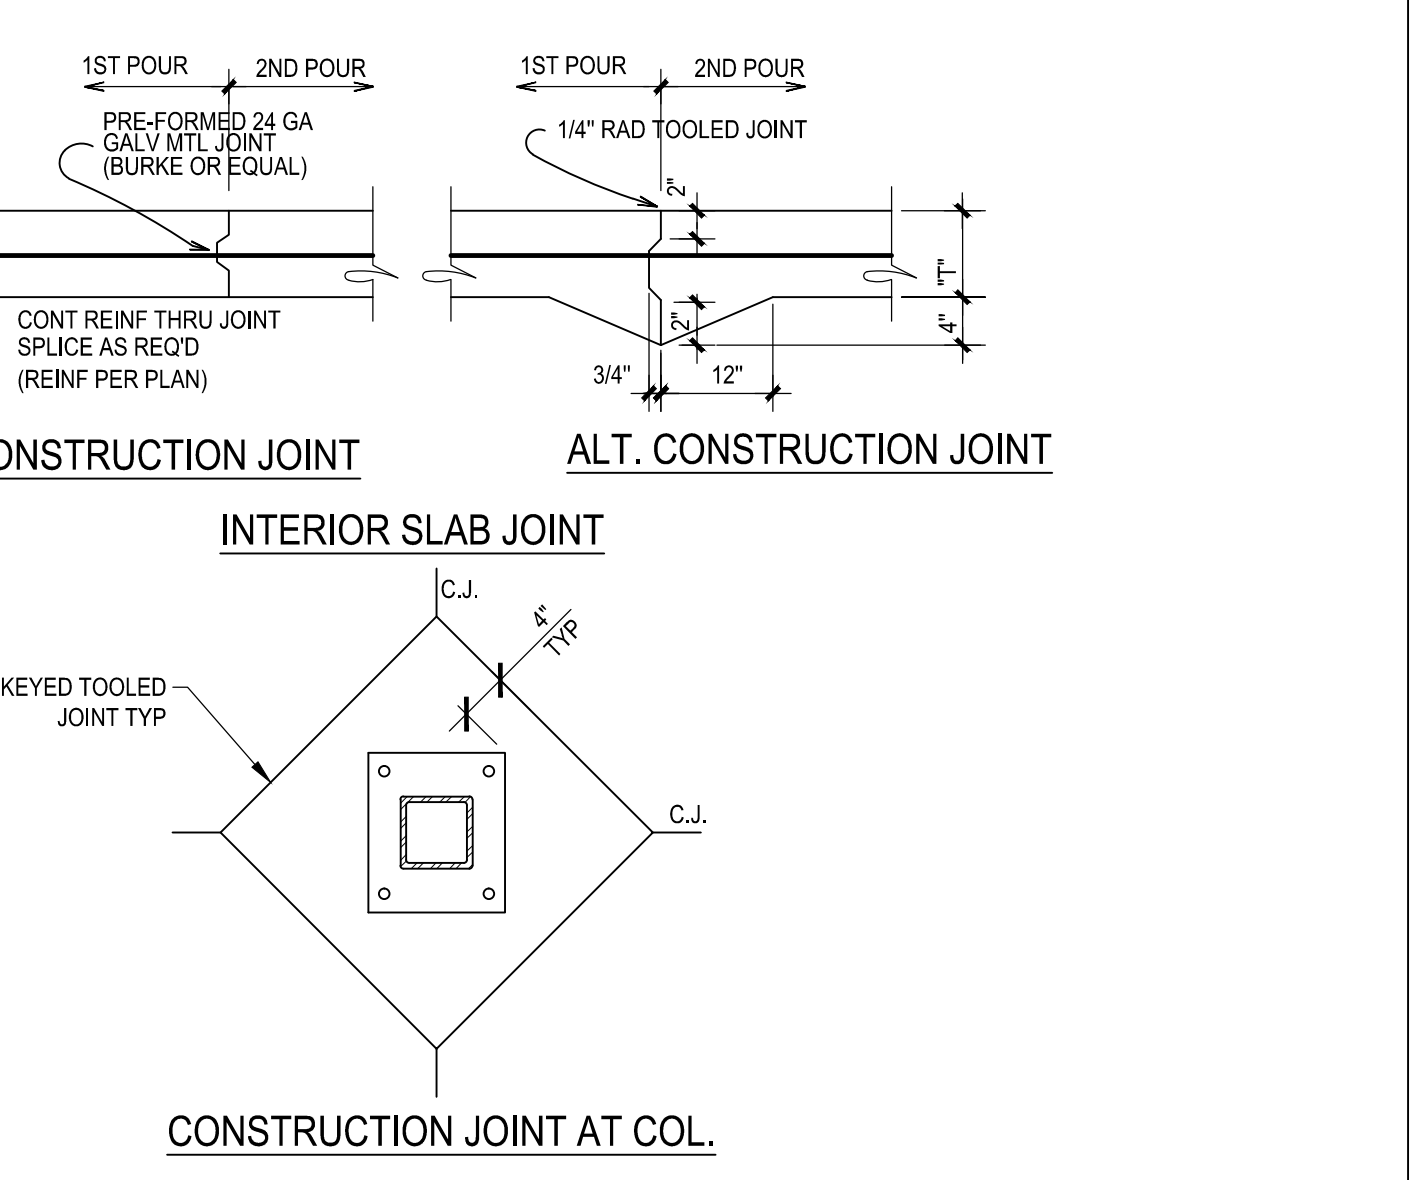 1ST POUR
2ND POUR
PRE-FORMED 24 GA
GALV MTL JOINT
(BURKE OR EQUAL)
CONT REINF THRU JOINT
SPLICE AS REQ'D
(REINF PER PLAN)
ONSTRUCTION JOINT
1ST POUR
2ND POUR
1/4" RAD TOOLED JOINT
2"
2"
"T"
4"
3/4"
12"
ALT. CONSTRUCTION JOINT
INTERIOR SLAB JOINT
C.J.
4"
TYP
KEYED TOOLED
JOINT TYP
C.J.
CONSTRUCTION JOINT AT COL.